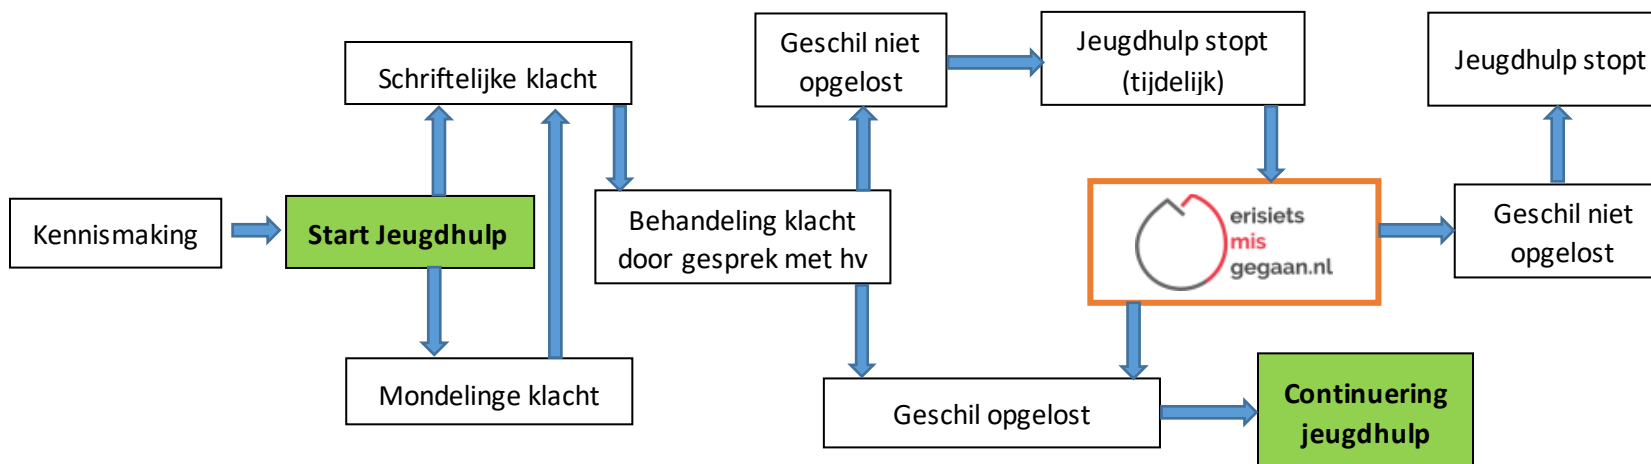 Kennismaking
Start Jeugdhulp
Schriftelijke klacht
Mondelinge klacht
Behandeling klacht
door gesprek met hv
Geschil niet
opgelost
Jeugdhulp stopt
(tijdelijk)
erisiets
mis
gegaan.nl
Geschil opgelost
Continuering
jeugdhulp
Geschil niet
opgelost
Jeugdhulp stopt